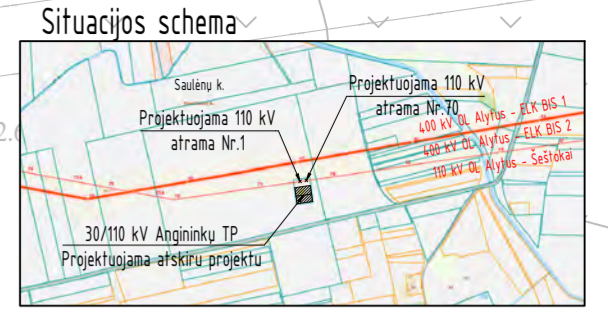 Situacijos schema
Saulėnų k.
Projektuojama 110 kV
atrama Nr.1
Projektuojama 110 kV
atrama Nr.70
400 kV OL Alytus - ELK BIS 1
400 kV OL Alytus - ELK BIS 2
110 kV OL Alytus - Šeštokai
30/110 kV Angininkų TP
Projektuojama atskiru projektu